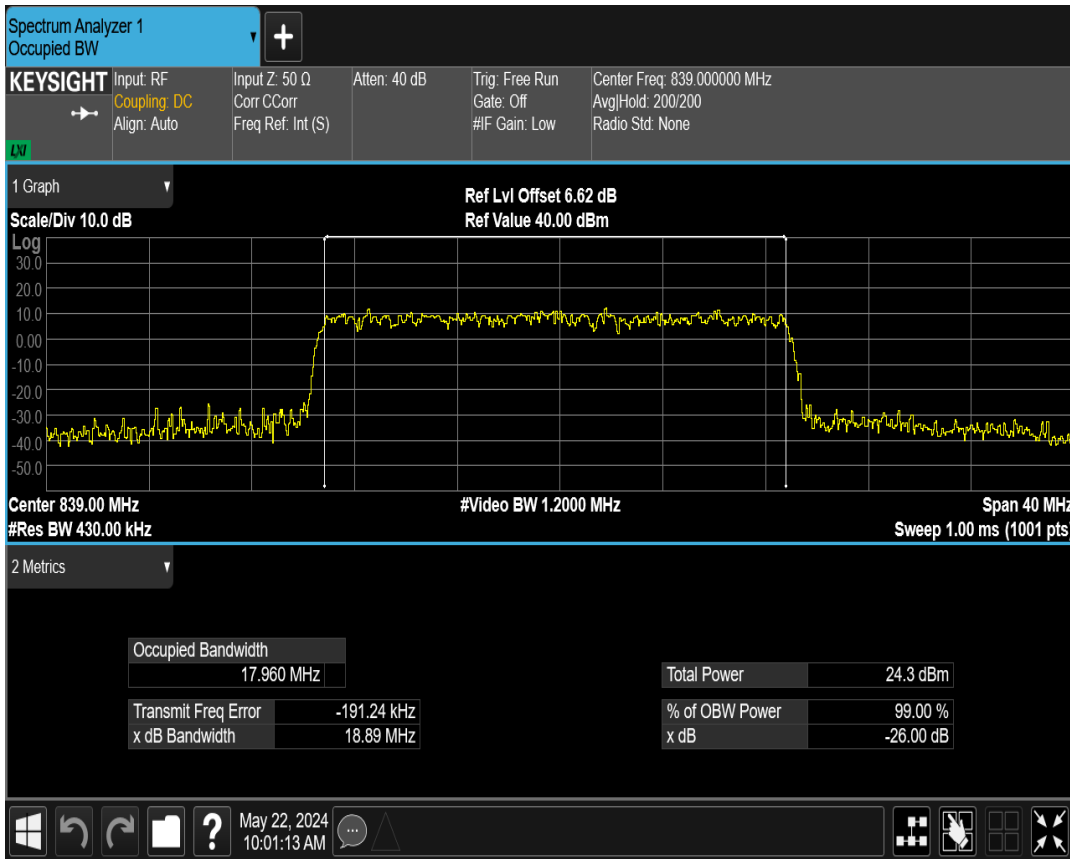 Spectrum Analyzer 1
Occupied BW
+
KEYSIGHT
LXI
Input: RF
Coupling: DC
Align: Auto
Input Z: 50 Ω
Corr CCorr
Freq Ref: Int (S)
Atten: 40 dB
Trig: Free Run
Gate: Off
#IF Gain: Low
Center Freq: 839.000000 MHz
Avg|Hold: 200/200
Radio Std: None
1 Graph
Scale/Div 10.0 dB
Ref Lvl Offset 6.62 dB
Ref Value 40.00 dBm
Log
30.0
20.0
10.0
0.00
-10.0
-20.0
-30.0
-40.0
-50.0
Center 839.00 MHz
#Video BW 1.2000 MHz
Span 40 MHz
#Res BW 430.00 kHz
Sweep 1.00 ms (1001 pts)
2 Metrics
Occupied Bandwidth
17.960 MHz
Total Power 24.3 dBm
Transmit Freq Error -191.24 kHz
% of OBW Power 99.00 %
x dB Bandwidth 18.89 MHz
x dB -26.00 dB
?
May 22, 2024
10:01:13 AM